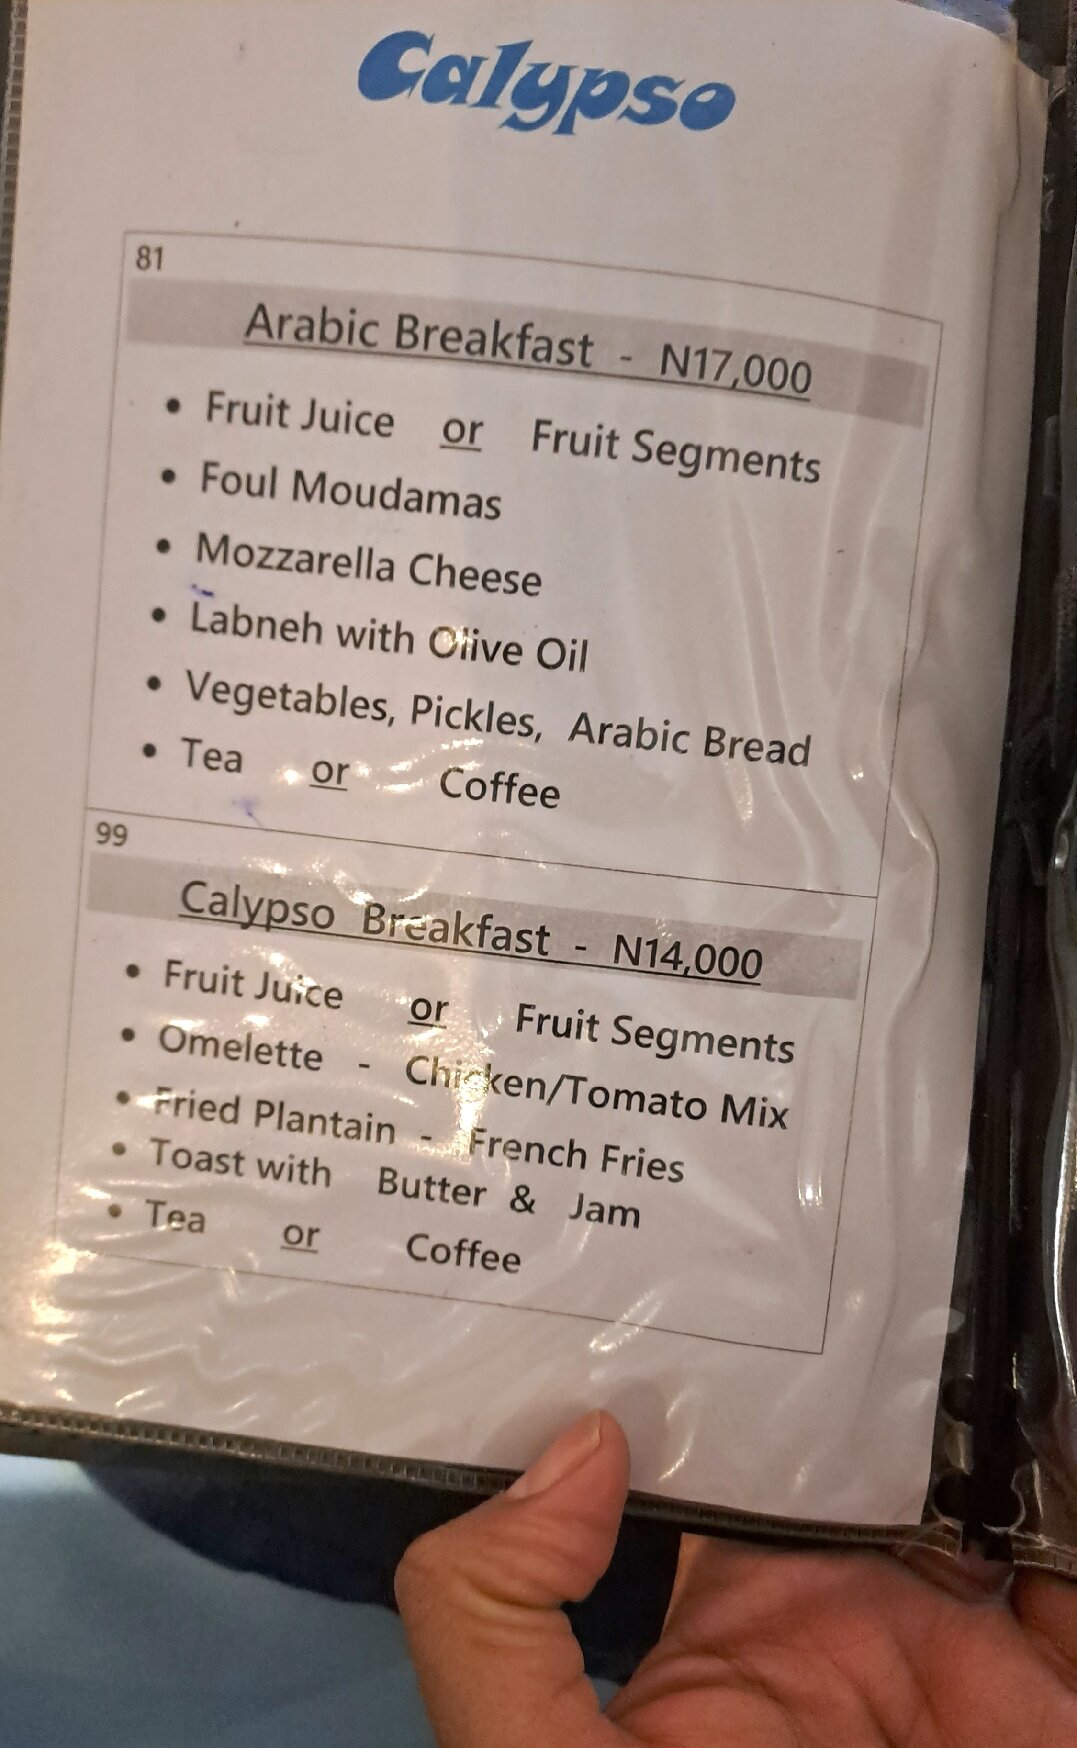 Calypso
81
Arabic Breakfast - N17,000
• Fruit Juice or Fruit Segments
• Foul Moudamas
• Mozzarella Cheese
• Labneh with Olive Oil
• Vegetables, Pickles, Arabic Bread
• Tea or Coffee
99
Calypso Breakfast - N14,000
• Fruit Juice or Fruit Segments
• Omelette - Chicken/Tomato Mix
• Fried Plantain - French Fries
• Toast with Butter & Jam
• Tea or Coffee